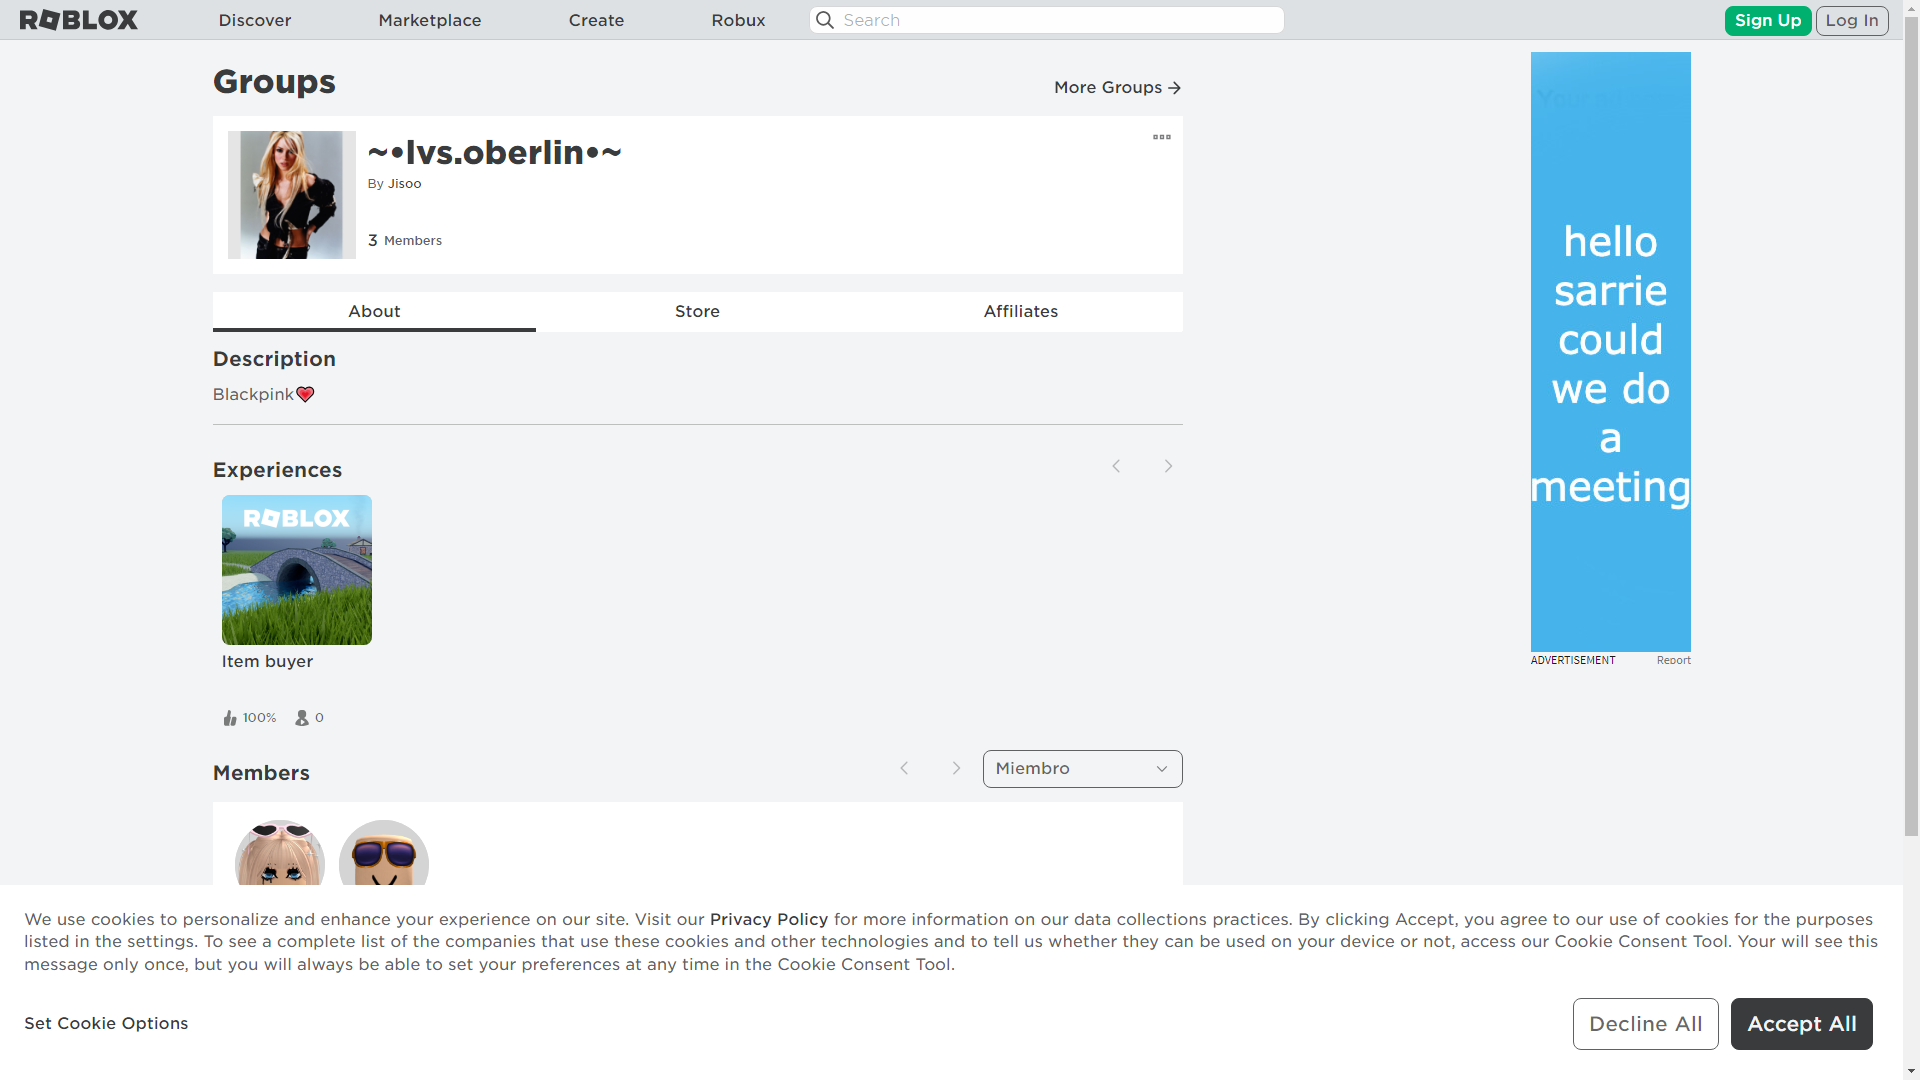 ROBLOX
Discover
Marketplace
Create
Robux
Search
Sign Up
Log In
Groups
More Groups
~•lvs.oberlin•~
By Jisoo
3 Members
About
Store
Affiliates
Description
Blackpink💗
Experiences
ROBLOX
Item buyer
100%
0
Members
Miembro
hello
sarrie
could
we do
a
meeting
ADVERTISEMENT
Report
We use cookies to personalize and enhance your experience on our site. Visit our Privacy Policy for more information on our data collections practices. By clicking Accept, you agree to our use of cookies for the purposes
listed in the settings. To see a complete list of the companies that use these cookies and other technologies and to tell us whether they can be used on your device or not, access our Cookie Consent Tool. Your will see this
message only once, but you will always be able to set your preferences at any time in the Cookie Consent Tool.
Set Cookie Options
Decline All
Accept All